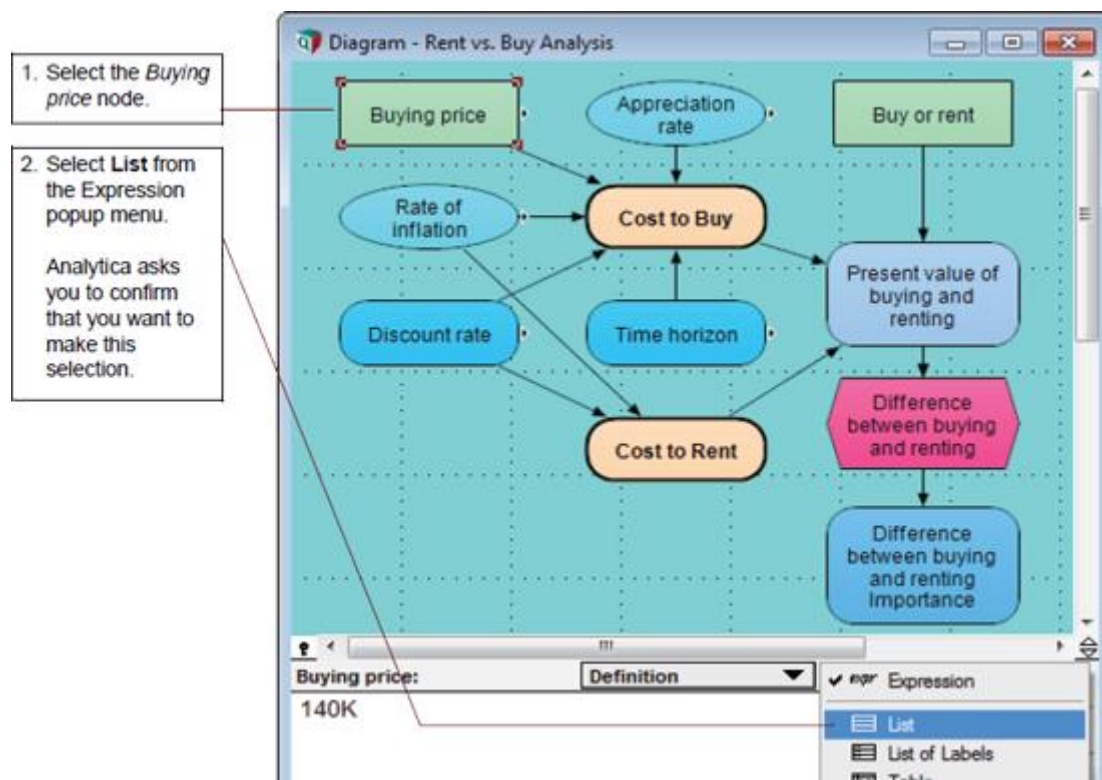 Diagram - Rent vs. Buy Analysis
1. Select the Buying
price node.
2. Select List from
the Expression
popup menu.
Analytica asks
you to confirm
that you want to
make this
selection.
Buying price
Appreciation
rate
Buy or rent
Rate of
inflation
Cost to Buy
Present value of
buying and
renting
Discount rate
Time horizon
Difference
between buying
and renting
Cost to Rent
Difference
between buying
and renting
Importance
Buying price:
Definition
expr Expression
140K
List
List of Labels
Table